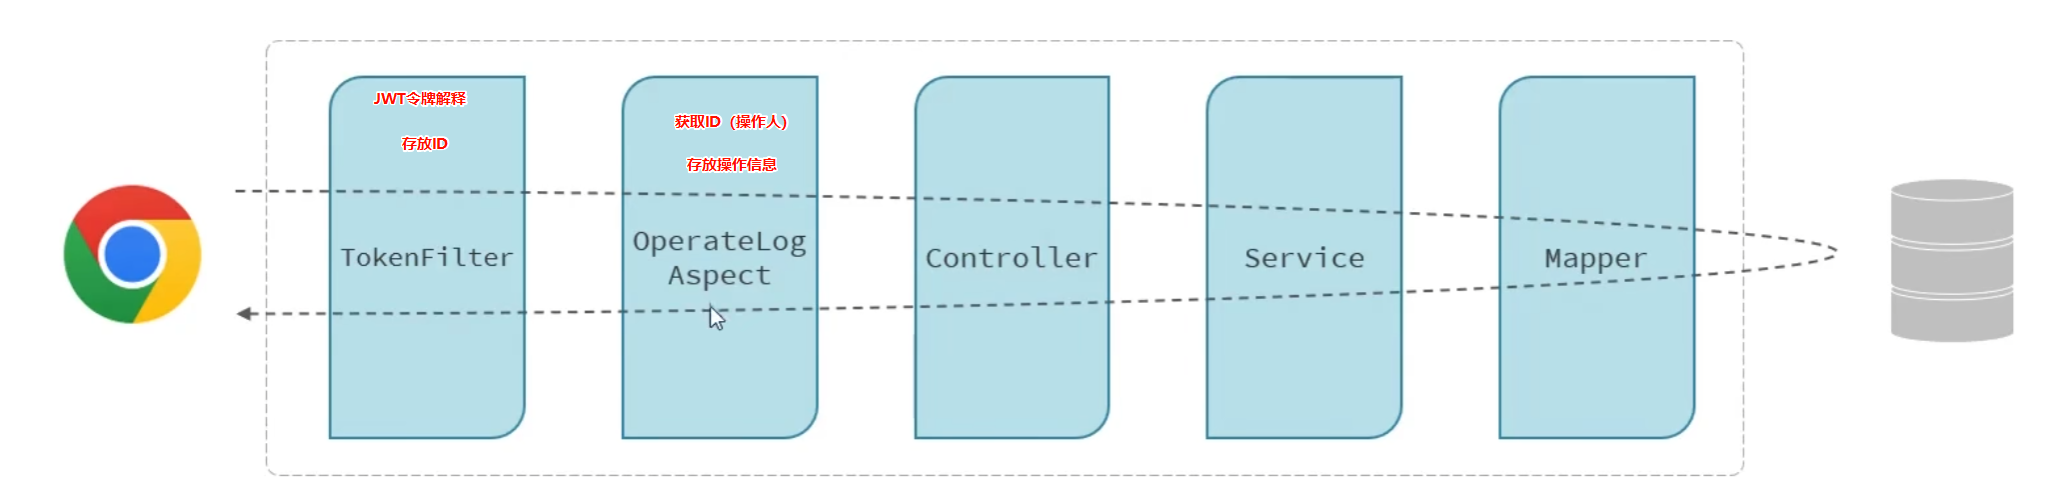 JWT令牌解释
存放ID
获取ID（操作人）
存放操作信息
TokenFilter
OperateLog
Aspect
Controller
Service
Mapper